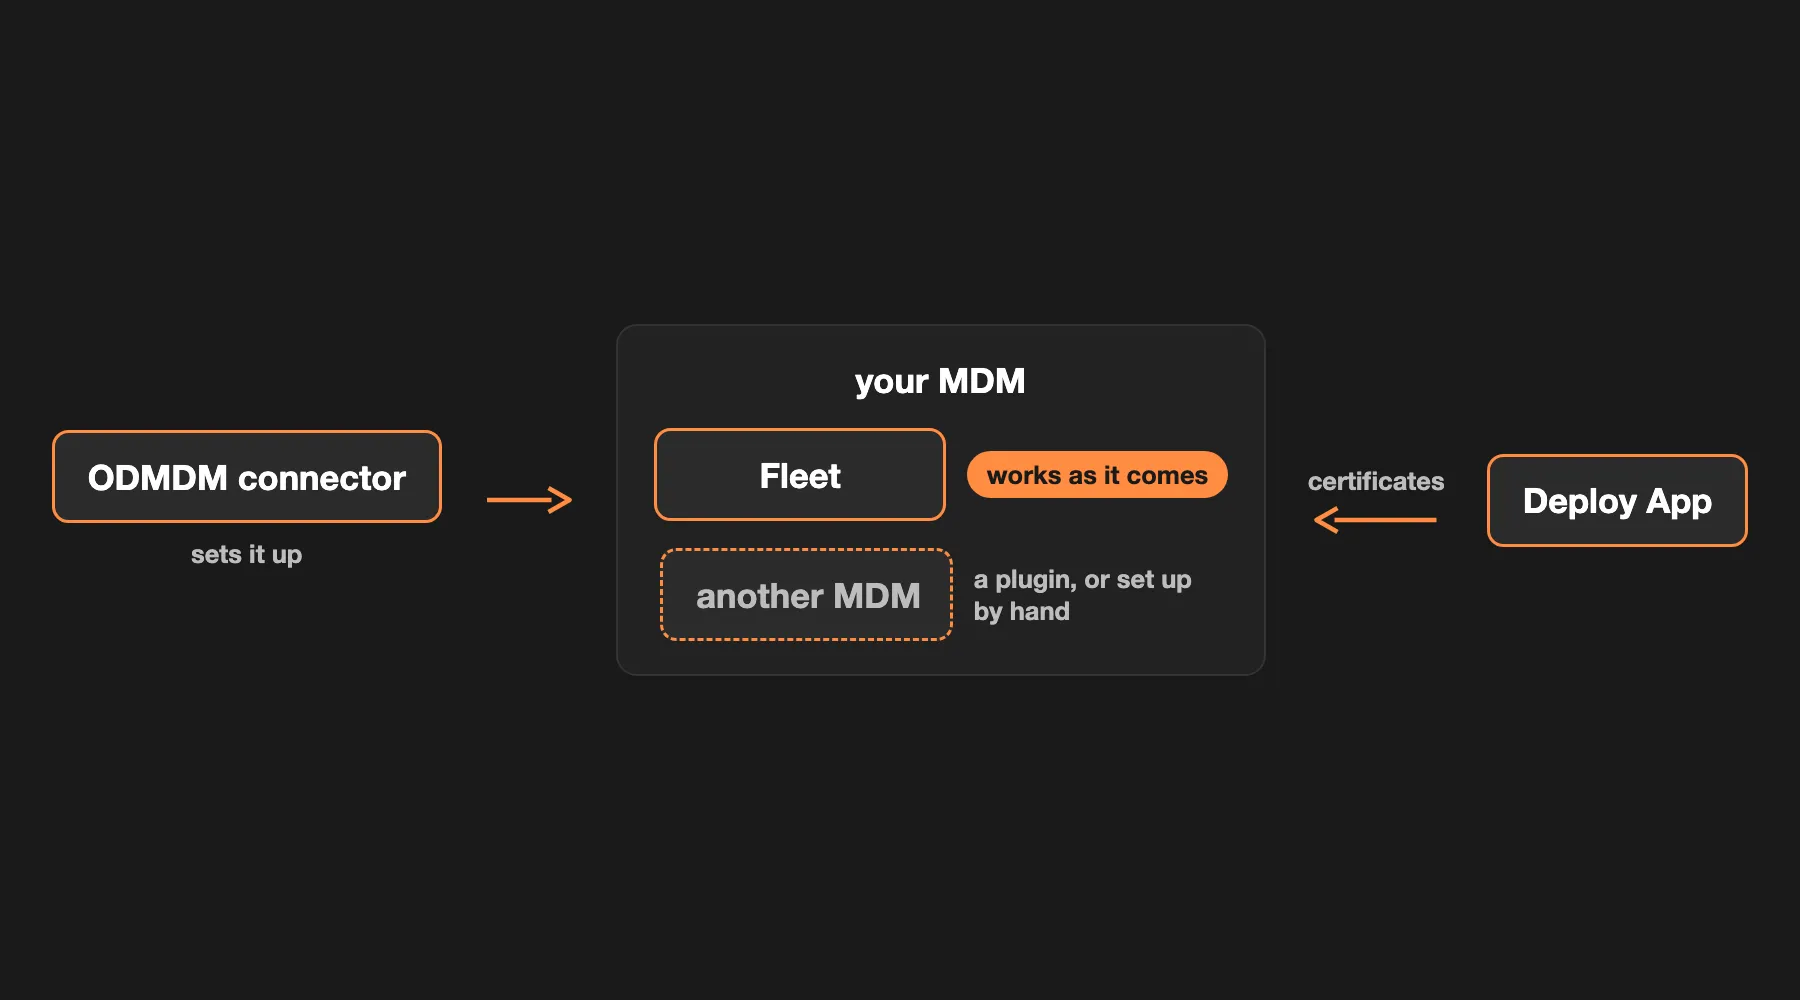 ODMDM connector
sets it up
your MDM
Fleet
works as it comes
another MDM
a plugin, or set up
by hand
certificates
Deploy App